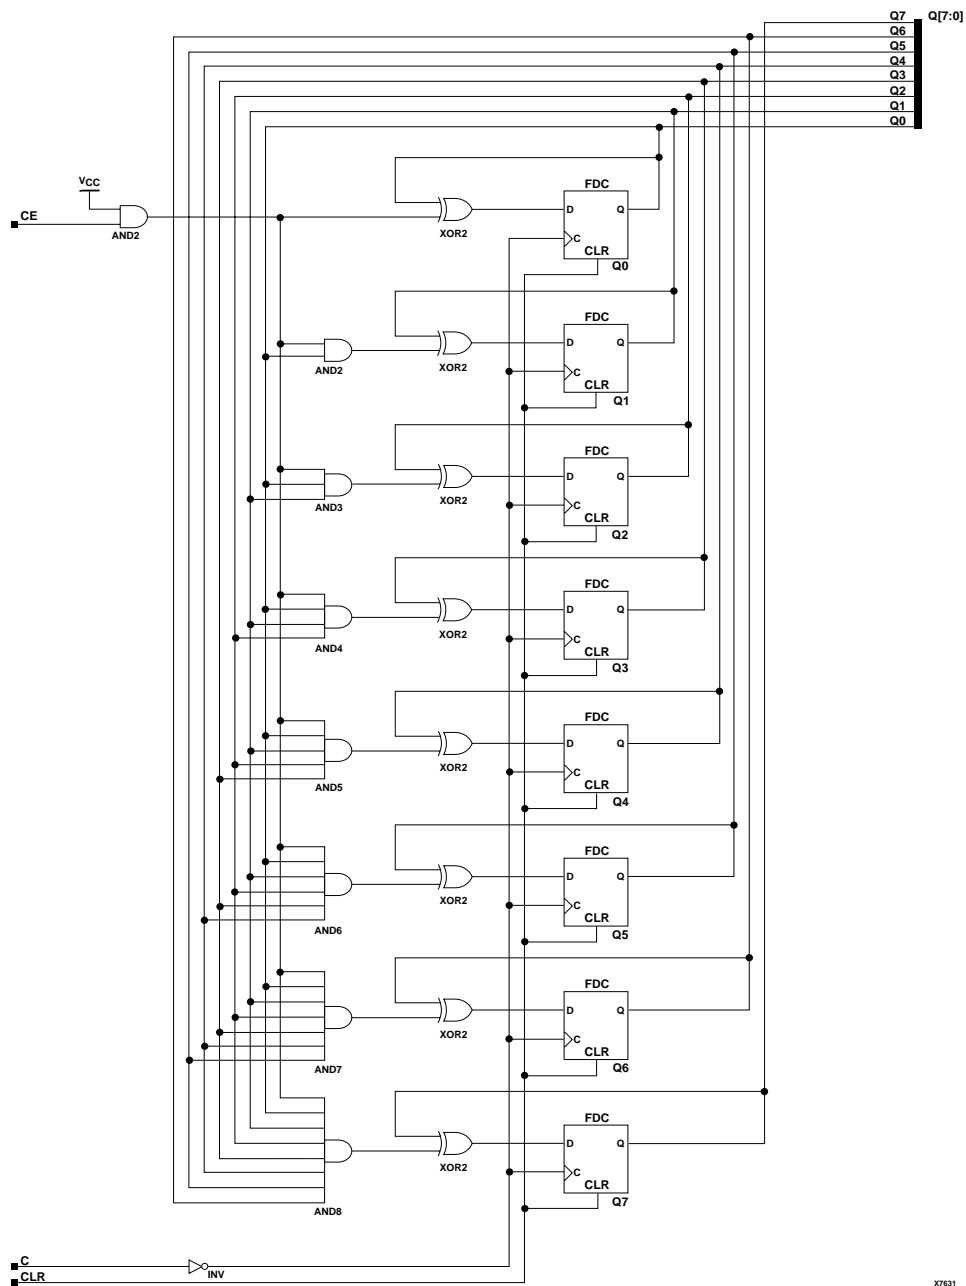 Q7 Q[7:0]
Q6
Q5
Q4
Q3
Q2
Q1
Q0
VCC
CE
AND2
XOR2
FDC
D
Q
C
CLR
Q0
AND2
XOR2
FDC
D
Q
C
CLR
Q1
AND3
XOR2
FDC
D
Q
C
CLR
Q2
AND4
XOR2
FDC
D
Q
C
CLR
Q3
AND5
XOR2
FDC
D
Q
C
CLR
Q4
AND6
XOR2
FDC
D
Q
C
CLR
Q5
AND7
XOR2
FDC
D
Q
C
CLR
Q6
AND8
XOR2
FDC
D
Q
C
CLR
Q7
C
INV
CLR
X7631